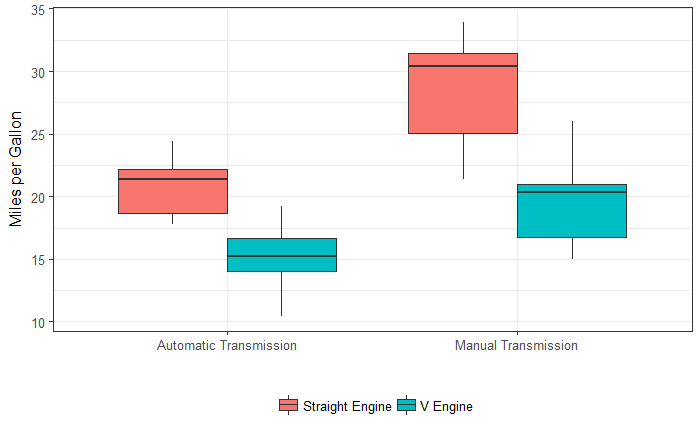 Miles per Gallon
35
30
25
20
15
10
Automatic Transmission Manual Transmission
Straight Engine V Engine